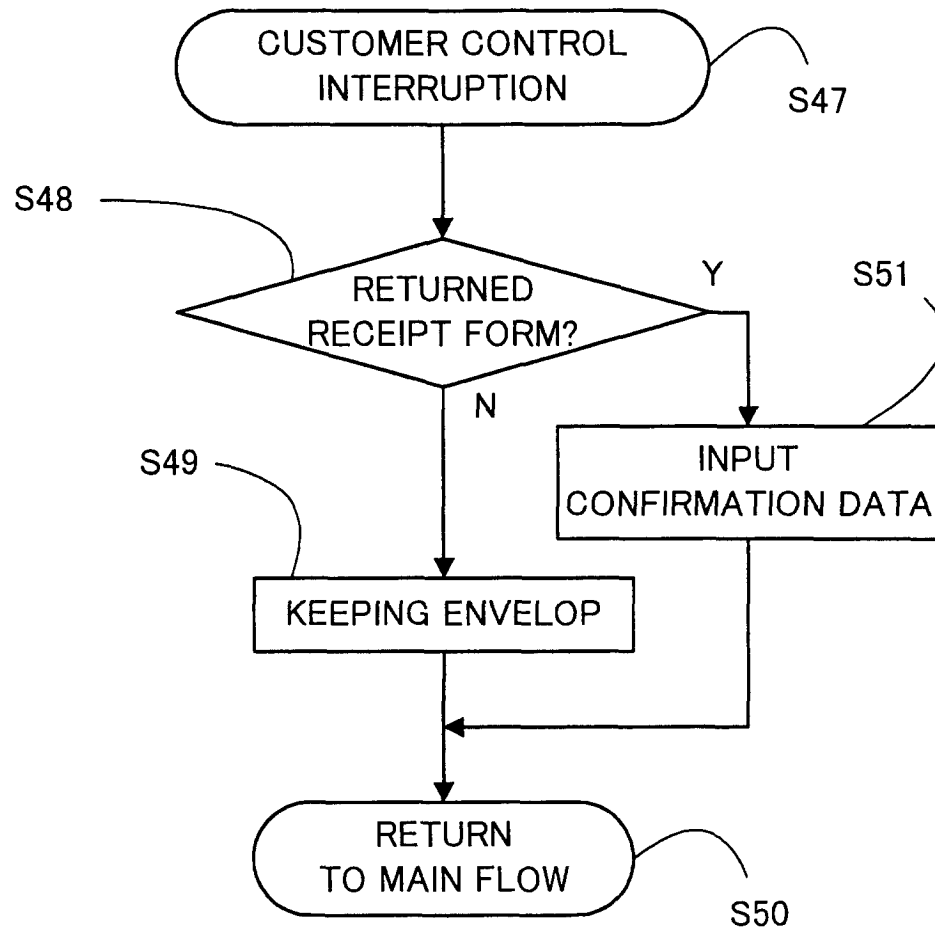 CUSTOMER CONTROL
INTERRUPTION
S47
S48
RETURNED
RECEIPT FORM?
Y
S51
N
INPUT
CONFIRMATION DATA
S49
KEEPING ENVELOP
RETURN
TO MAIN FLOW
S50